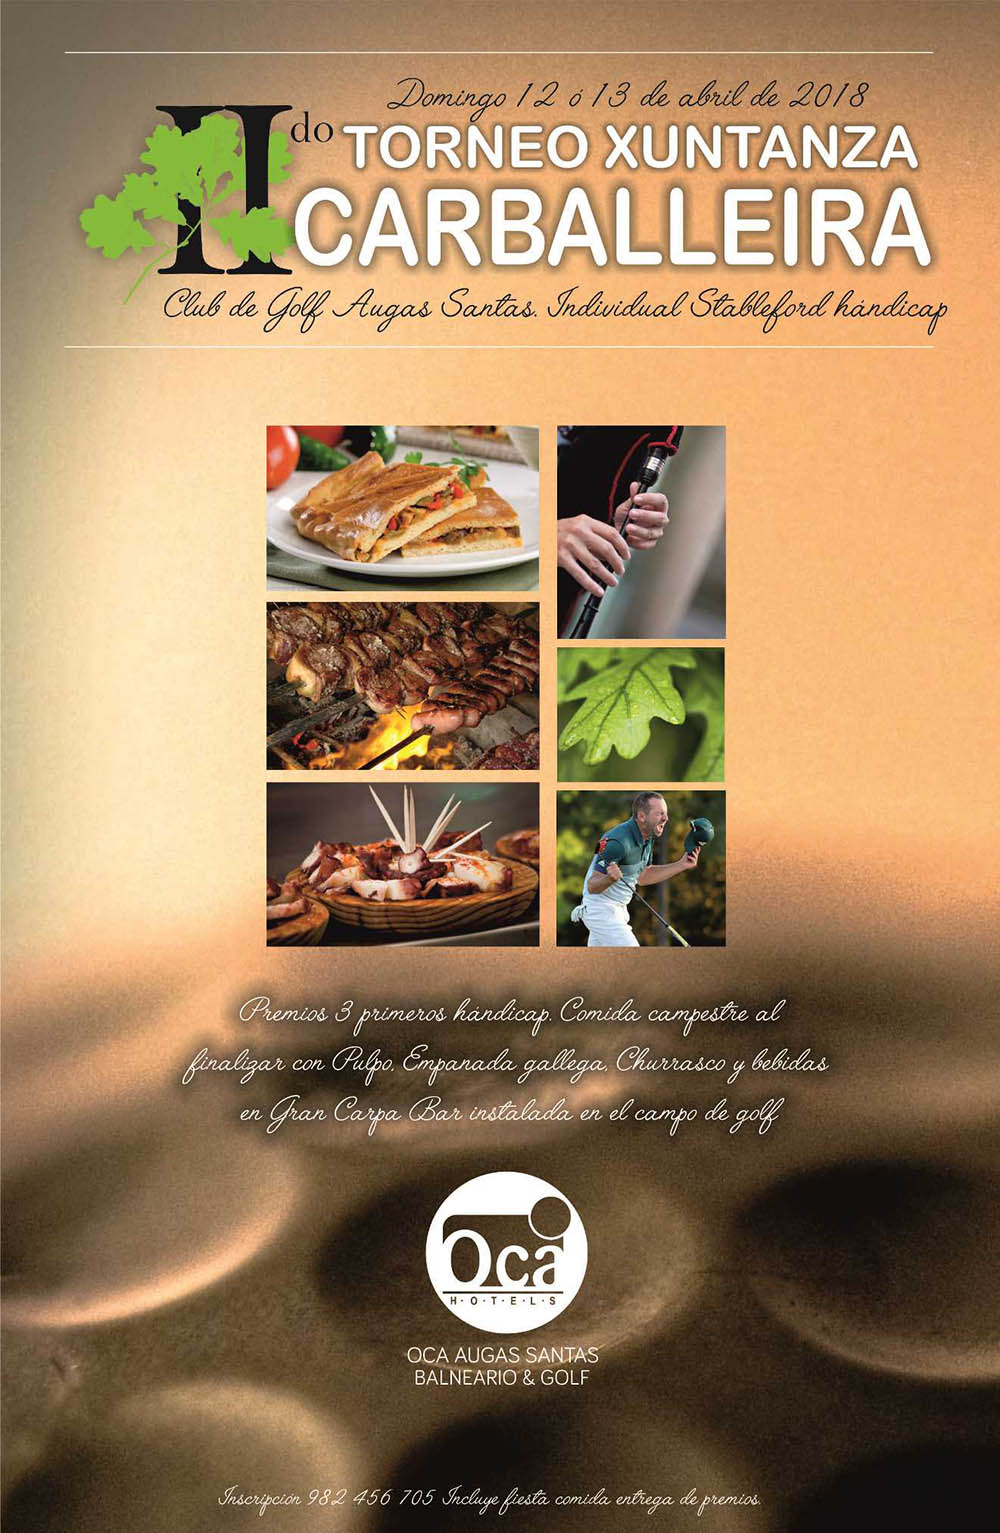 Domingo 12 ó 13 de abril de 2018
II do TORNEO XUNTANZA
CARBALLEIRA
Club de Golf Augas Santas. Individual Stableford hándicap
Premios 3 primeros hándicap. Comida campestre al
finalizar con Pulpo, Empanada gallega, Churrasco y bebidas
en Gran Carpa Bar instalada en el campo de golf
Oca
H·O·T·E·L·S
OCA AUGAS SANTAS
BALNEARIO & GOLF
Inscripción 982 456 705 Incluye fiesta comida entrega de premios.